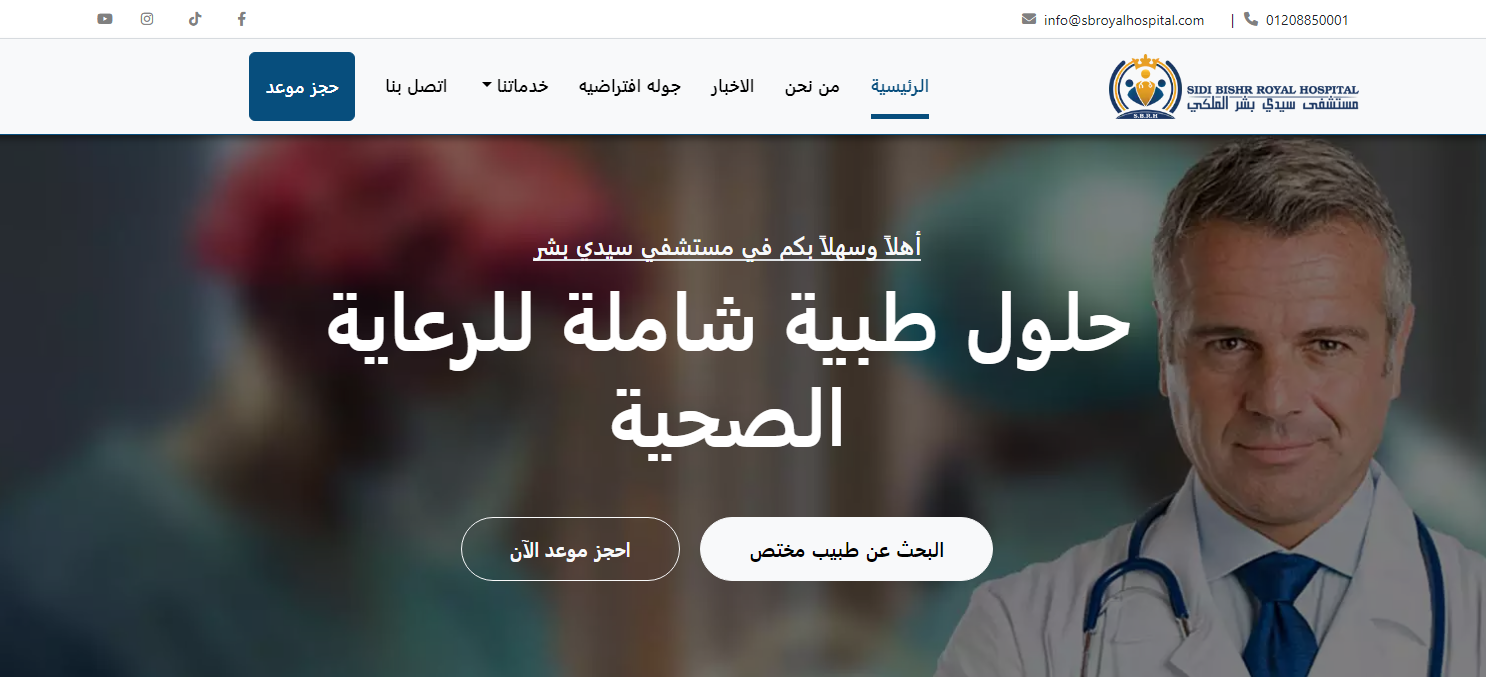 info@sbroyalhospital.com | 01208850001
SIDI BISHR ROYAL HOSPITAL
مستشفى سيدي بشر الملكي
S.B.R.H
الرئيسية
من نحن
الاخبار
جوله افتراضيه
خدماتنا
اتصل بنا
حجز موعد
أهلاً وسهلاً بكم في مستشفي سيدي بشر
حلول طبية شاملة للرعاية
الصحية
البحث عن طبيب مختص
احجز موعد الآن